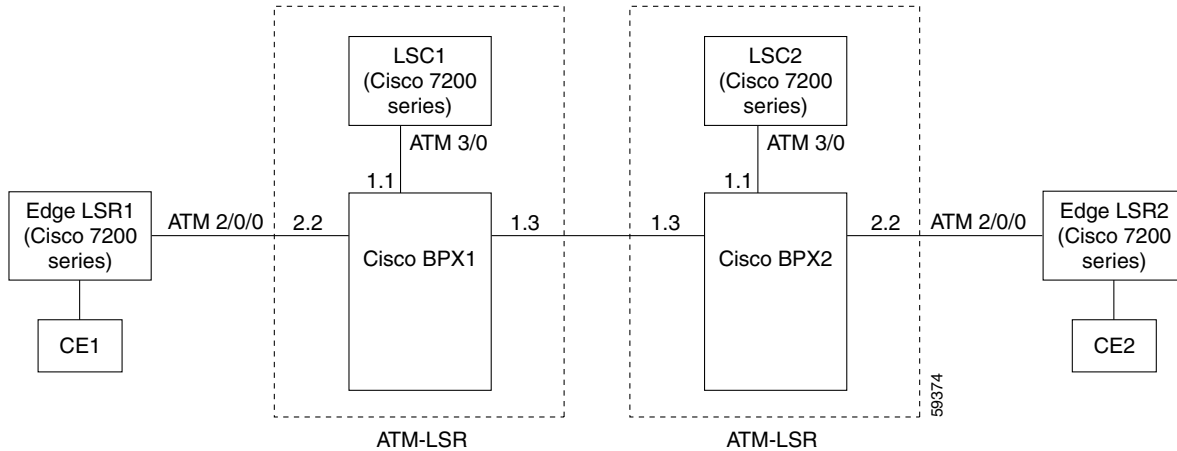 LSC1
(Cisco 7200
series)
LSC2
(Cisco 7200
series)
ATM 3/0
ATM 3/0
1.1
1.1
Edge LSR1
(Cisco 7200
series)
ATM 2/0/0
2.2
Cisco BPX1
1.3
1.3
Cisco BPX2
2.2
ATM 2/0/0
Edge LSR2
(Cisco 7200
series)
CE1
CE2
59374
ATM-LSR
ATM-LSR